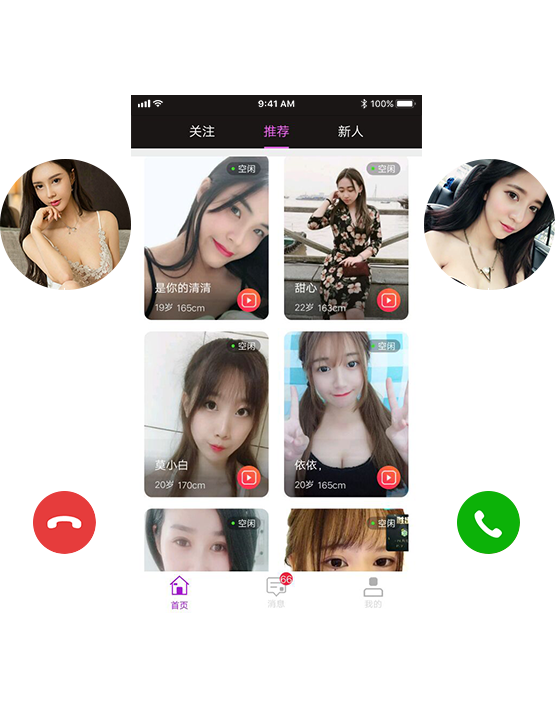 9:41 AM 100%
关注 推荐 新人
空闲 空闲
是你的清清 甜心。
19岁 165cm 22岁 163cm
空闲 空闲
莫小白 依依，
20岁 170cm 20岁 165cm
空闲 空闲
66
首页 消息 我的